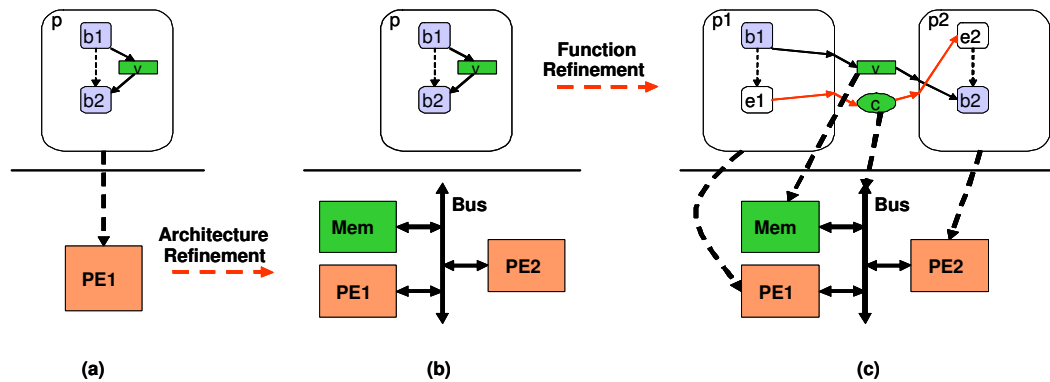 p
b1
v
b2
PE1
(a)
Architecture
Refinement
p
b1
v
b2
Bus
Mem
PE2
PE1
(b)
Function
Refinement
p1
b1
e1
v
c
p2
e2
b2
Bus
Mem
PE2
PE1
(c)